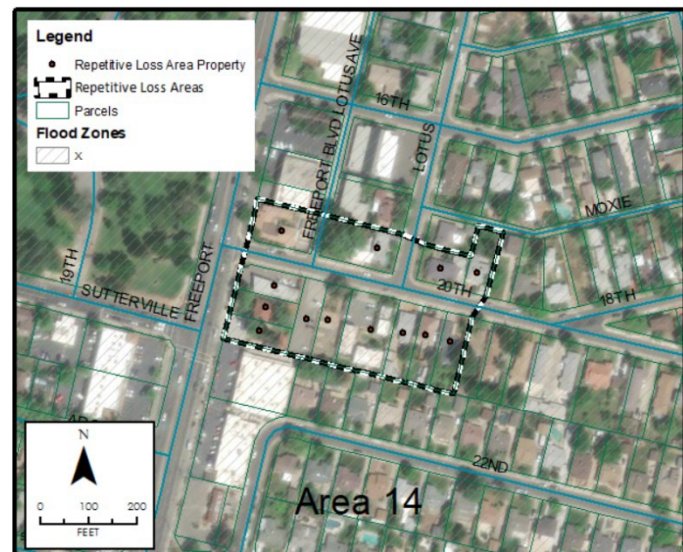 Legend
Repetitive Loss Area Property
Repetitive Loss Areas
Parcels
Flood Zones
X
16TH
FREEPORT BLVD LOTUS AVE
LOTUS
MOXIE
19TH
FREEPORT
SUTTERVILLE
20TH
18TH
22ND
N
0 100 200
FEET
Area 14